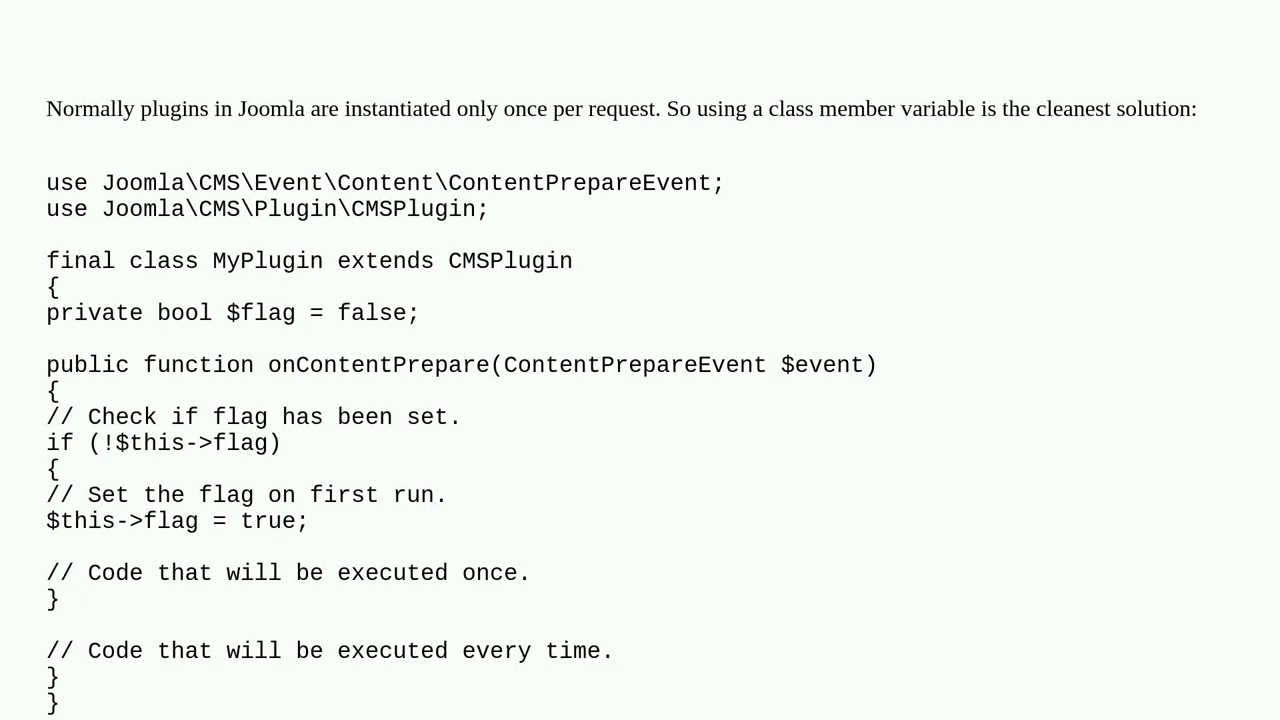 Normally plugins in Joomla are instantiated only once per request. So using a class member variable is the cleanest solution:
use Joomla\CMS\Event\Content\ContentPrepareEvent;
use Joomla\CMS\Plugin\CMSPlugin;
final class MyPlugin extends CMSPlugin
{
private bool $flag = false;
public function onContentPrepare(ContentPrepareEvent $event)
{
// Check if flag has been set.
if (!$this->flag)
{
// Set the flag on first run.
$this->flag = true;
// Code that will be executed once.
}
// Code that will be executed every time.
}
}